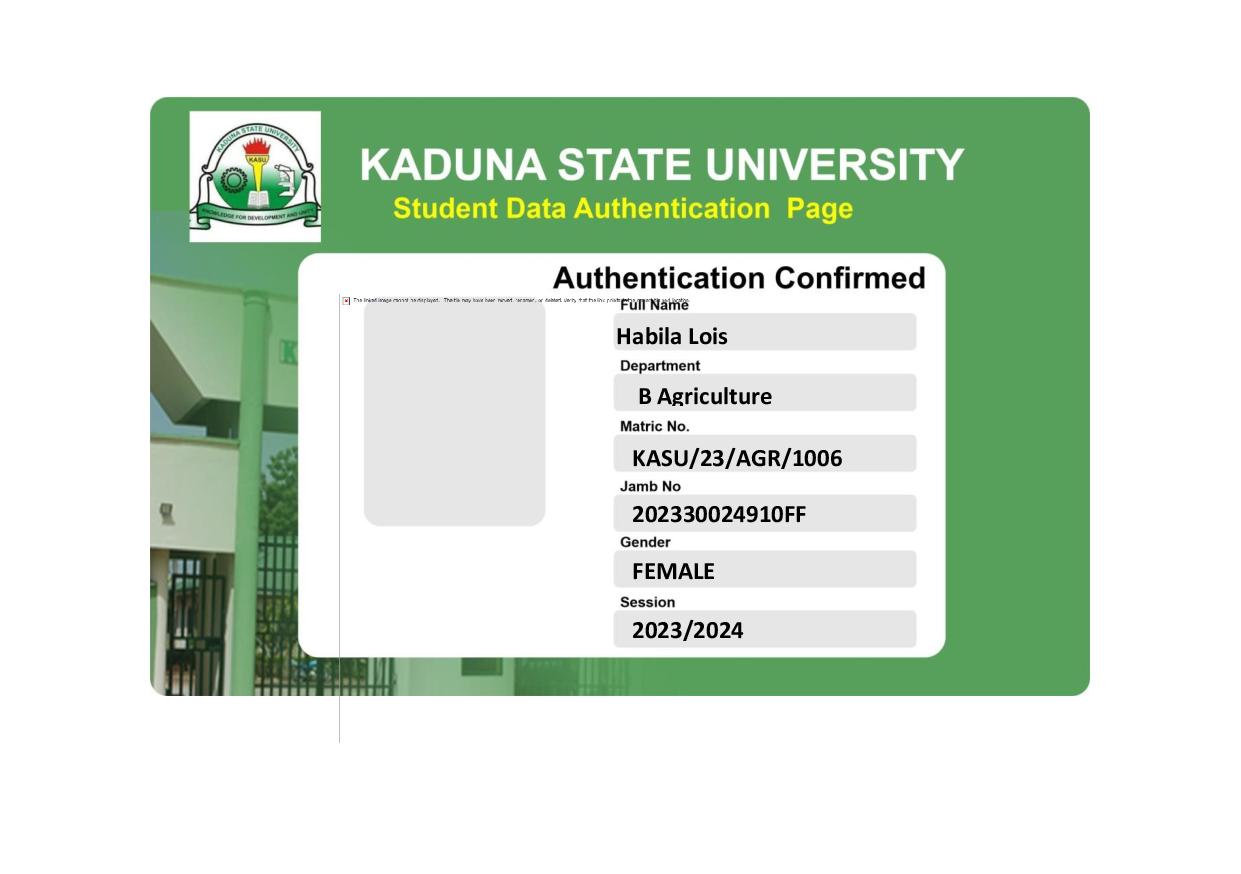 KADUNA STATE UNIVERSITY
KASU
KNOWLEDGE FOR DEVELOPMENT AND UNITY
KADUNA STATE UNIVERSITY
Student Data Authentication Page
Authentication Confirmed
The linked image cannot be displayed. The file may have been moved, renamed, or deleted. Verify that the link points to the correct file and location.
Full Name
Habila Lois
Department
B Agriculture
Matric No.
KASU/23/AGR/1006
Jamb No
202330024910FF
Gender
FEMALE
Session
2023/2024
K